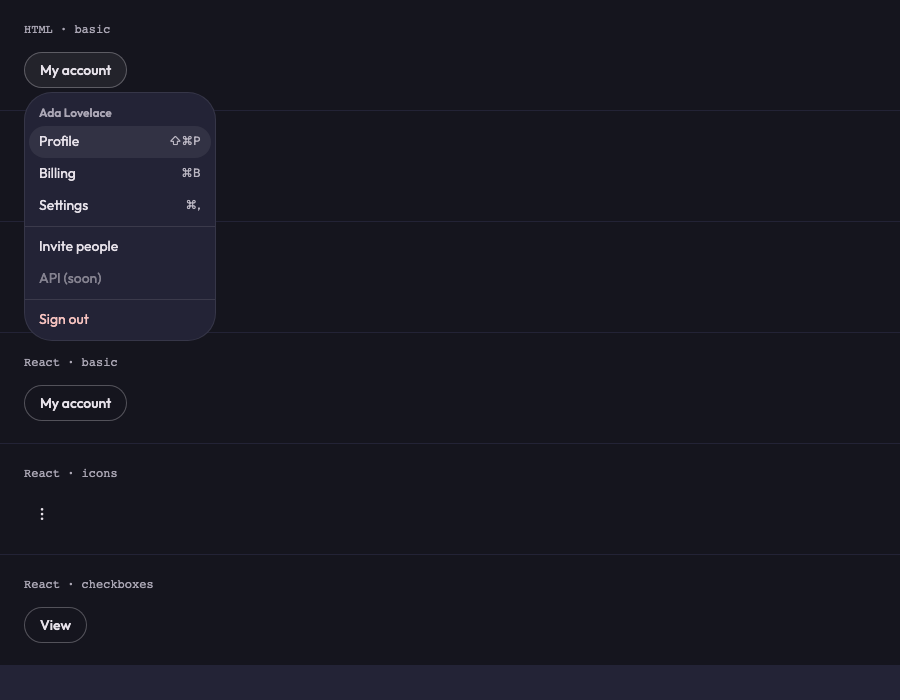 HTML • basic
My account
Ada Lovelace
Profile ⇧⌘P
Billing ⌘B
Settings ⌘,
Invite people
API (soon)
Sign out
React • basic
My account
React • icons
React • checkboxes
View